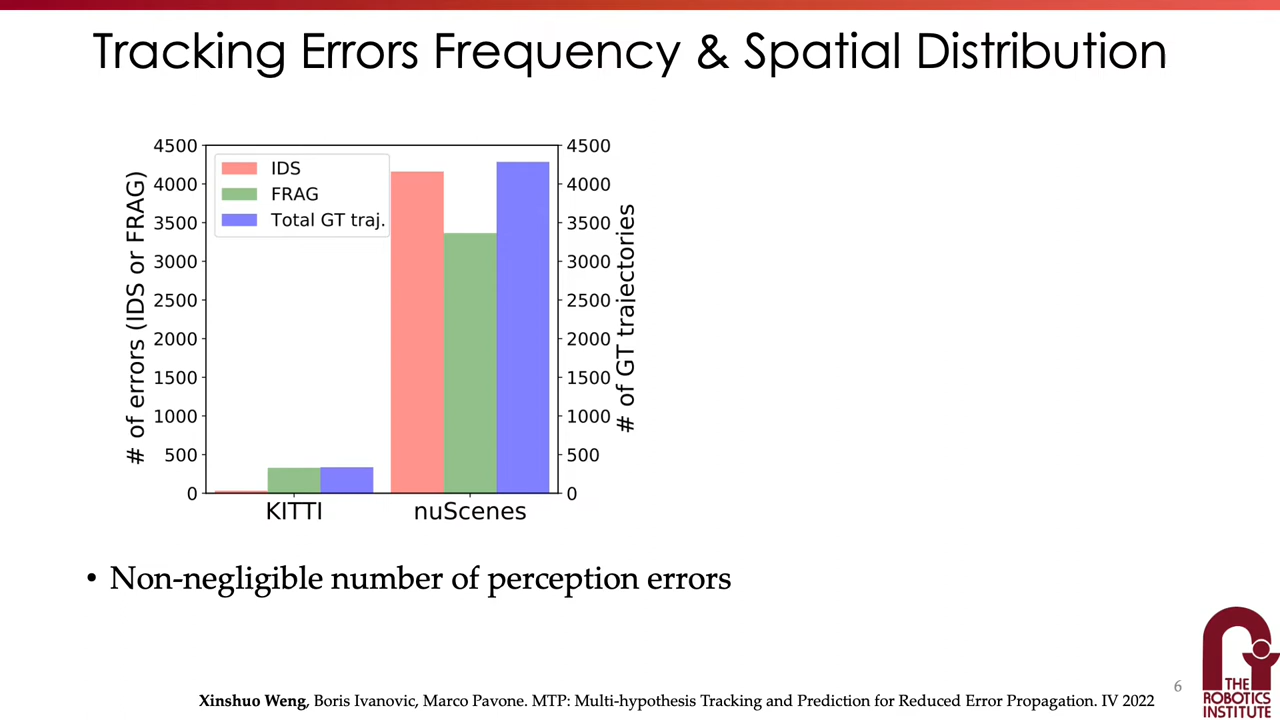 Tracking Errors Frequency & Spatial Distribution
4500
4000
3500
3000
2500
2000
1500
1000
500
0
# of errors (IDS or FRAG)
IDS
FRAG
Total GT traj.
4500
4000
3500
3000
2500
2000
1500
1000
500
0
# of GT trajectories
KITTI
nuScenes
• Non-negligible number of perception errors
Xinshuo Weng, Boris Ivanovic, Marco Pavone. MTP: Multi-hypothesis Tracking and Prediction for Reduced Error Propagation. IV 2022
6
THE
ROBOTICS
INSTITUTE